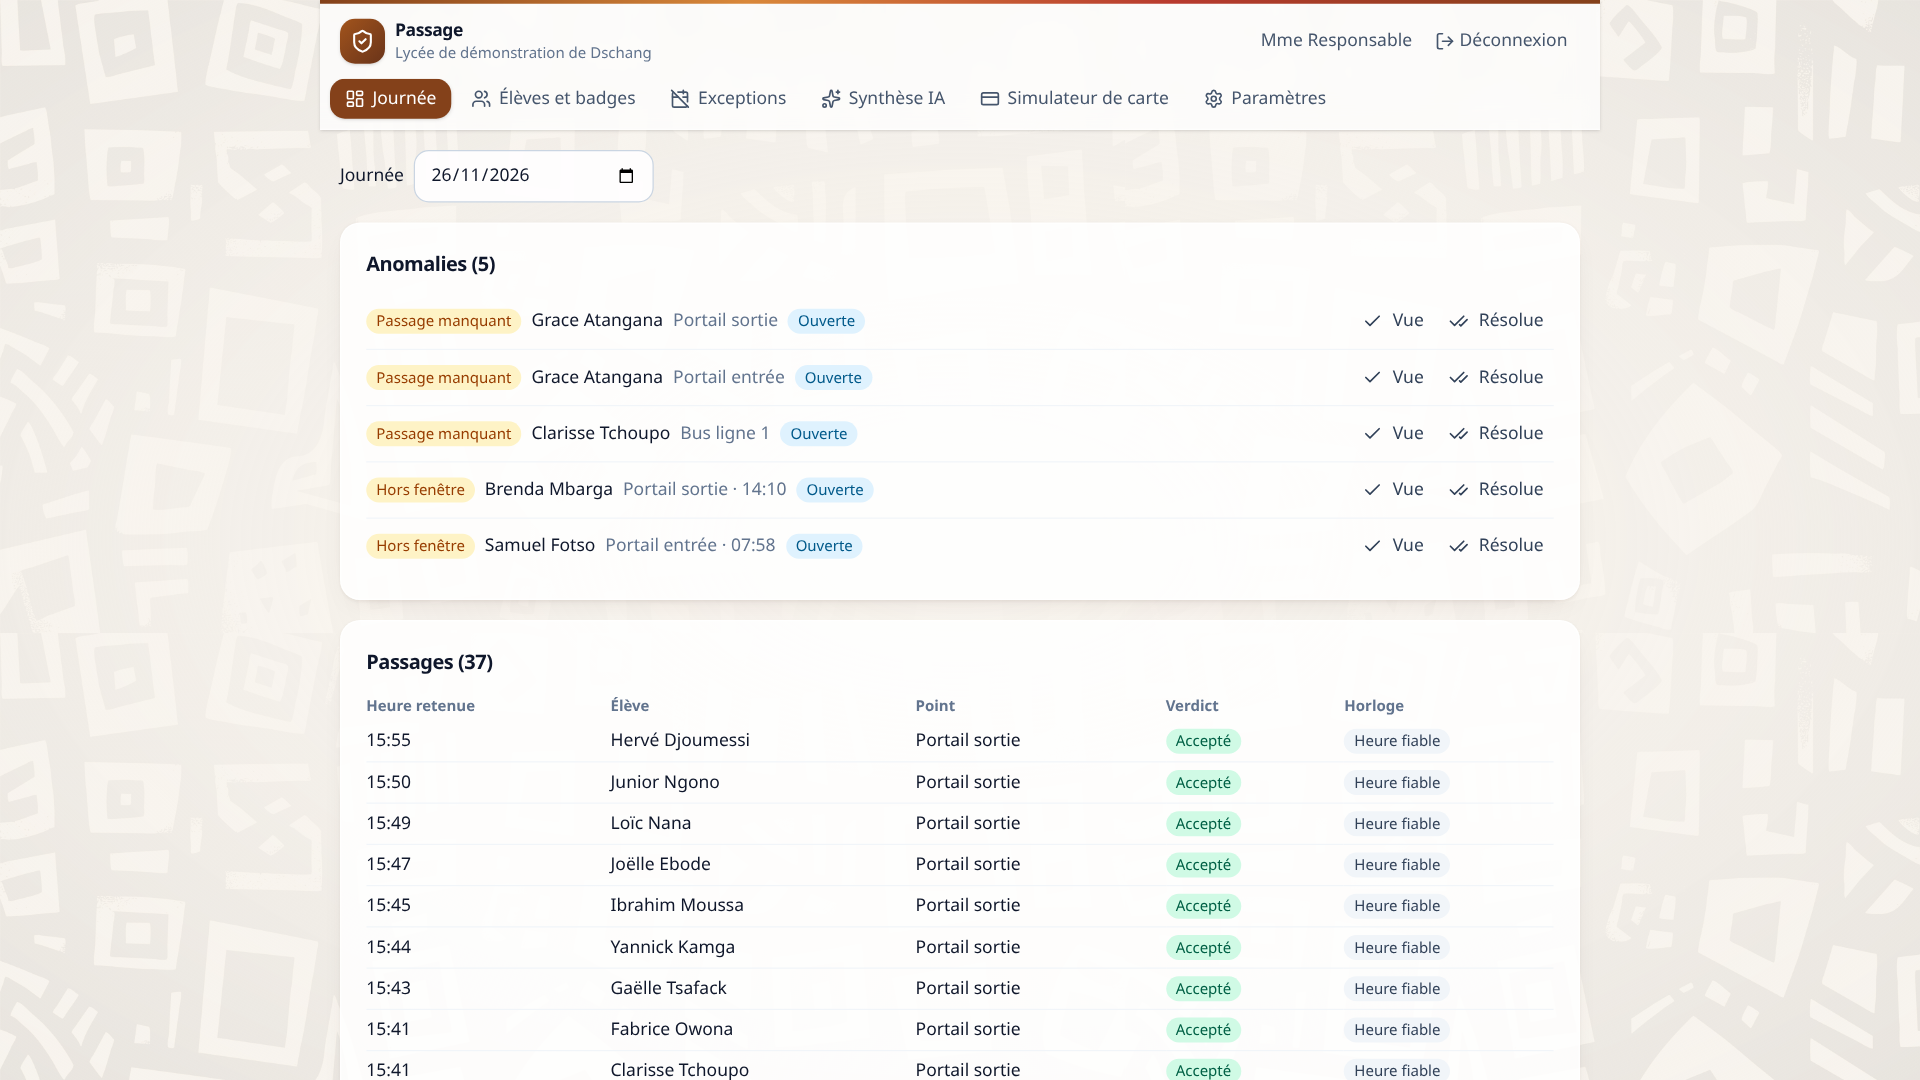 Passage
Lycée de démonstration de Dschang
Mme Responsable
Déconnexion
Journée
Élèves et badges
Exceptions
Synthèse IA
Simulateur de carte
Paramètres
Journée 26/11/2026
Anomalies (5)
Passage manquant Grace Atangana Portail sortie Ouverte Vue Résolue
Passage manquant Grace Atangana Portail entrée Ouverte Vue Résolue
Passage manquant Clarisse Tchoupo Bus ligne 1 Ouverte Vue Résolue
Hors fenêtre Brenda Mbarga Portail sortie · 14:10 Ouverte Vue Résolue
Hors fenêtre Samuel Fotso Portail entrée · 07:58 Ouverte Vue Résolue
Passages (37)
Heure retenue Élève Point Verdict Horloge
15:55 Hervé Djoumessi Portail sortie Accepté Heure fiable
15:50 Junior Ngono Portail sortie Accepté Heure fiable
15:49 Loïc Nana Portail sortie Accepté Heure fiable
15:47 Joëlle Ebode Portail sortie Accepté Heure fiable
15:45 Ibrahim Moussa Portail sortie Accepté Heure fiable
15:44 Yannick Kamga Portail sortie Accepté Heure fiable
15:43 Gaëlle Tsafack Portail sortie Accepté Heure fiable
15:41 Fabrice Owona Portail sortie Accepté Heure fiable
15:41 Clarisse Tchoupo Portail sortie Accepté Heure fiable